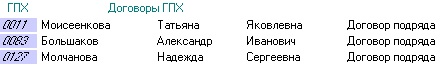 ГПХ Договоры ГПХ
0011 Моисеенкова Татьяна Яковлевна Договор подряда
0083 Большаков Александр Иванович Договор подряда
0127 Молчанова Надежда Сергеевна Договор подряда